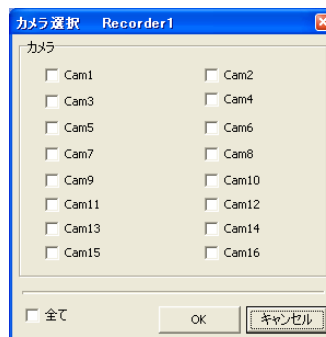 カメラ選択 Recorder1
カメラ
Cam1 Cam2
Cam3 Cam4
Cam5 Cam6
Cam7 Cam8
Cam9 Cam10
Cam11 Cam12
Cam13 Cam14
Cam15 Cam16
全て OK キャンセル